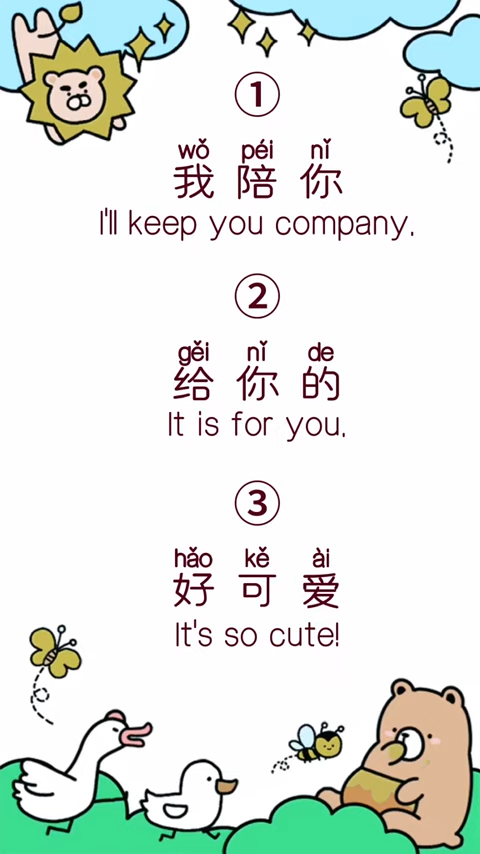 ①
wǒ péi nǐ
我陪你
I'll keep you company.
②
gěi nǐ de
给你的
It is for you.
③
hǎo kě ài
好可爱
It's so cute!